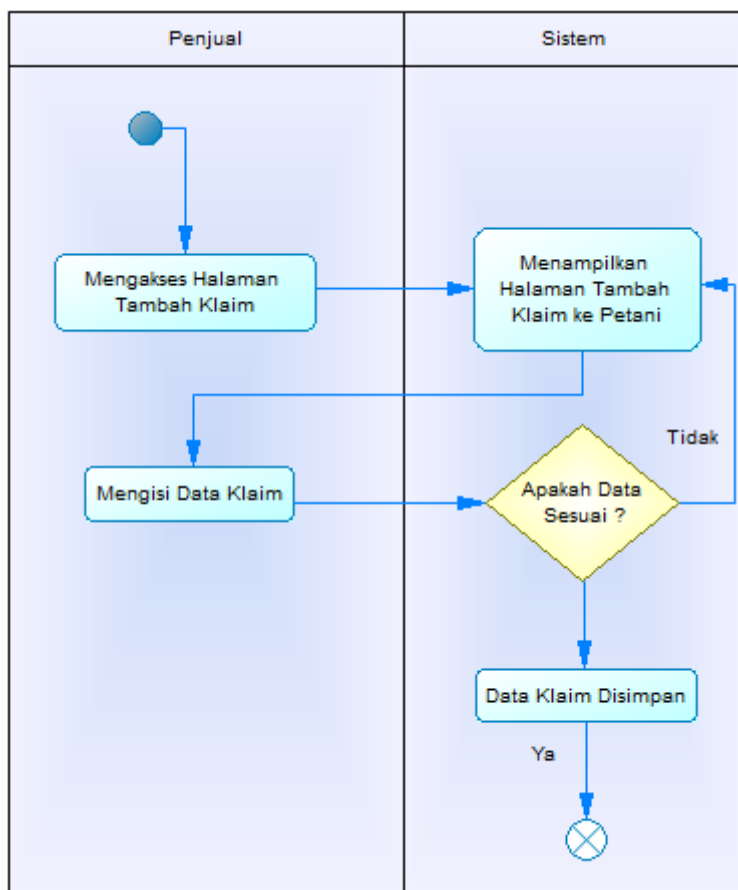 Penjual
Sistem
Mengakses Halaman
Tambah Klaim
Menampilkan
Halaman Tambah
Klaim ke Petani
Mengisi Data Klaim
Apakah Data
Sesuai ?
Tidak
Data Klaim Disimpan
Ya